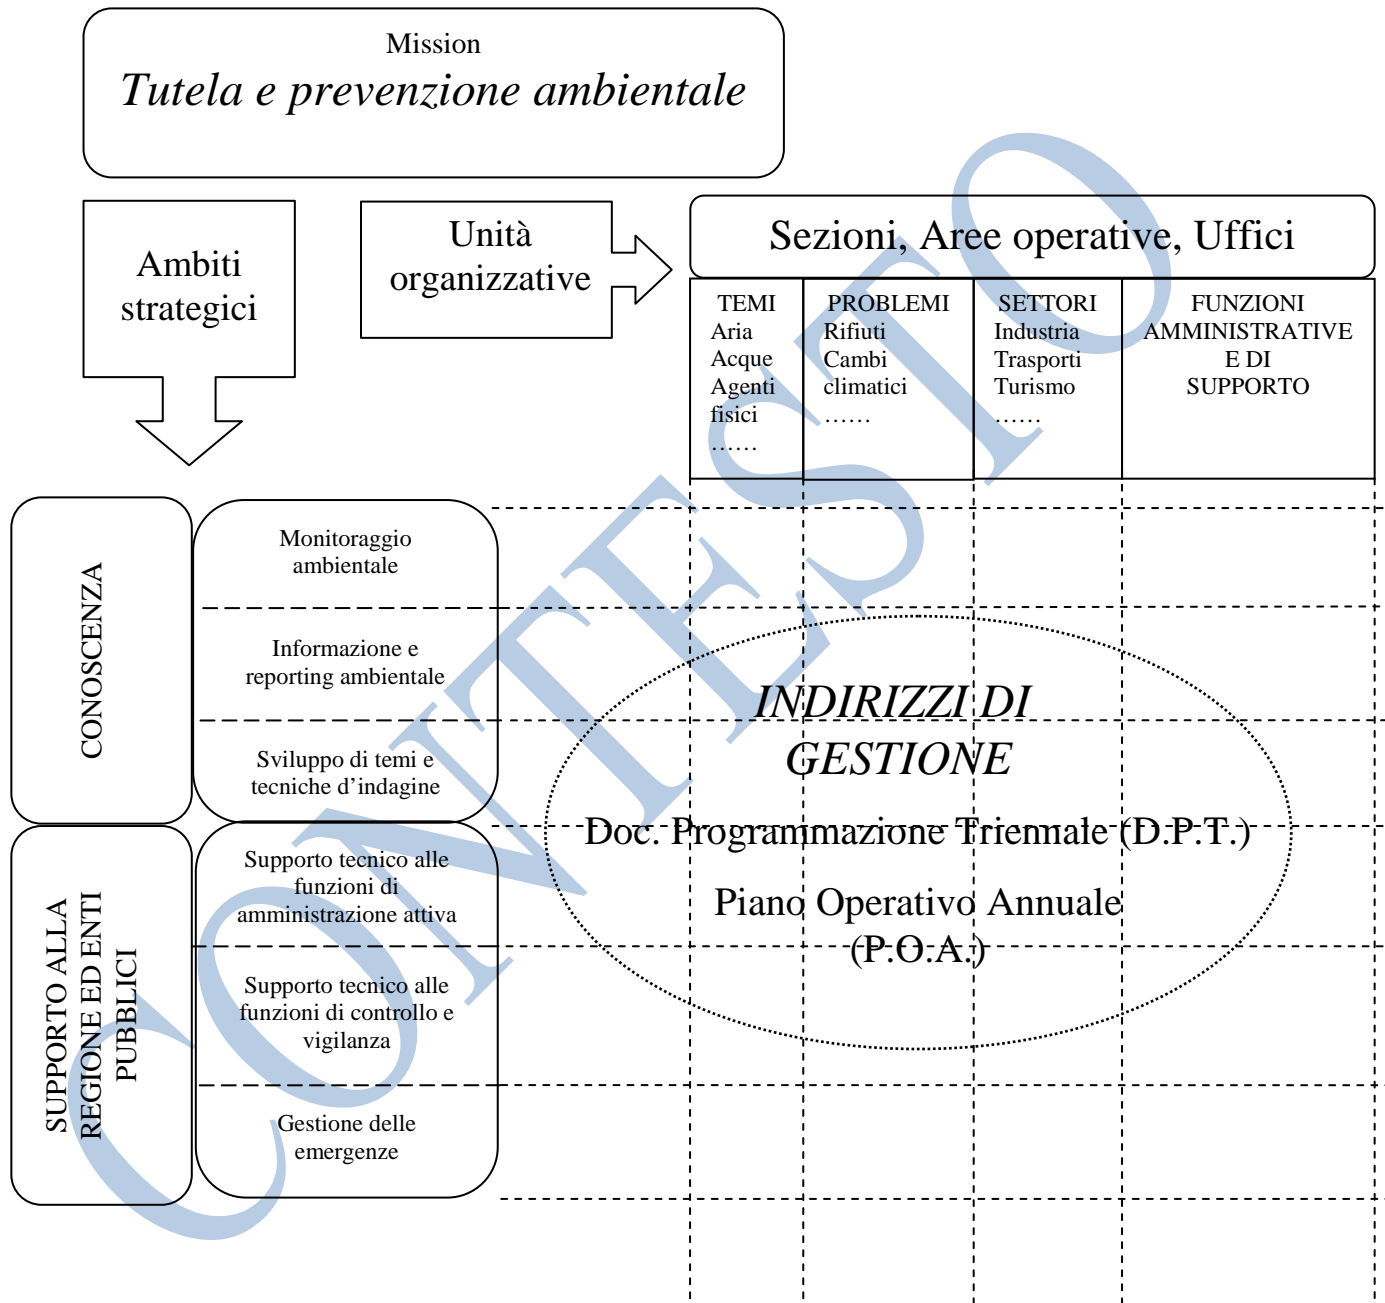 Mission
Tutela e prevenzione ambientale
Ambiti
strategici
Unità
organizzative
Sezioni, Aree operative, Uffici
TEMI
Aria
Acque
Agenti
fisici
……
PROBLEMI
Rifiuti
Cambi
climatici
……
SETTORI
Industria
Trasporti
Turismo
……
FUNZIONI
AMMINISTRATIVE
E DI
SUPPORTO
CONOSCENZA
Monitoraggio
ambientale
Informazione e
reporting ambientale
Sviluppo di temi e
tecniche d’indagine
SUPPORTO ALLA
REGIONE ED ENTI
PUBBLICI
Supporto tecnico alle
funzioni di
amministrazione attiva
Supporto tecnico alle
funzioni di controllo e
vigilanza
Gestione delle
emergenze
INDIRIZZI DI
GESTIONE
Doc. Programmazione Triennale (D.P.T.)
Piano Operativo Annuale
(P.O.A.)
CONTESTO